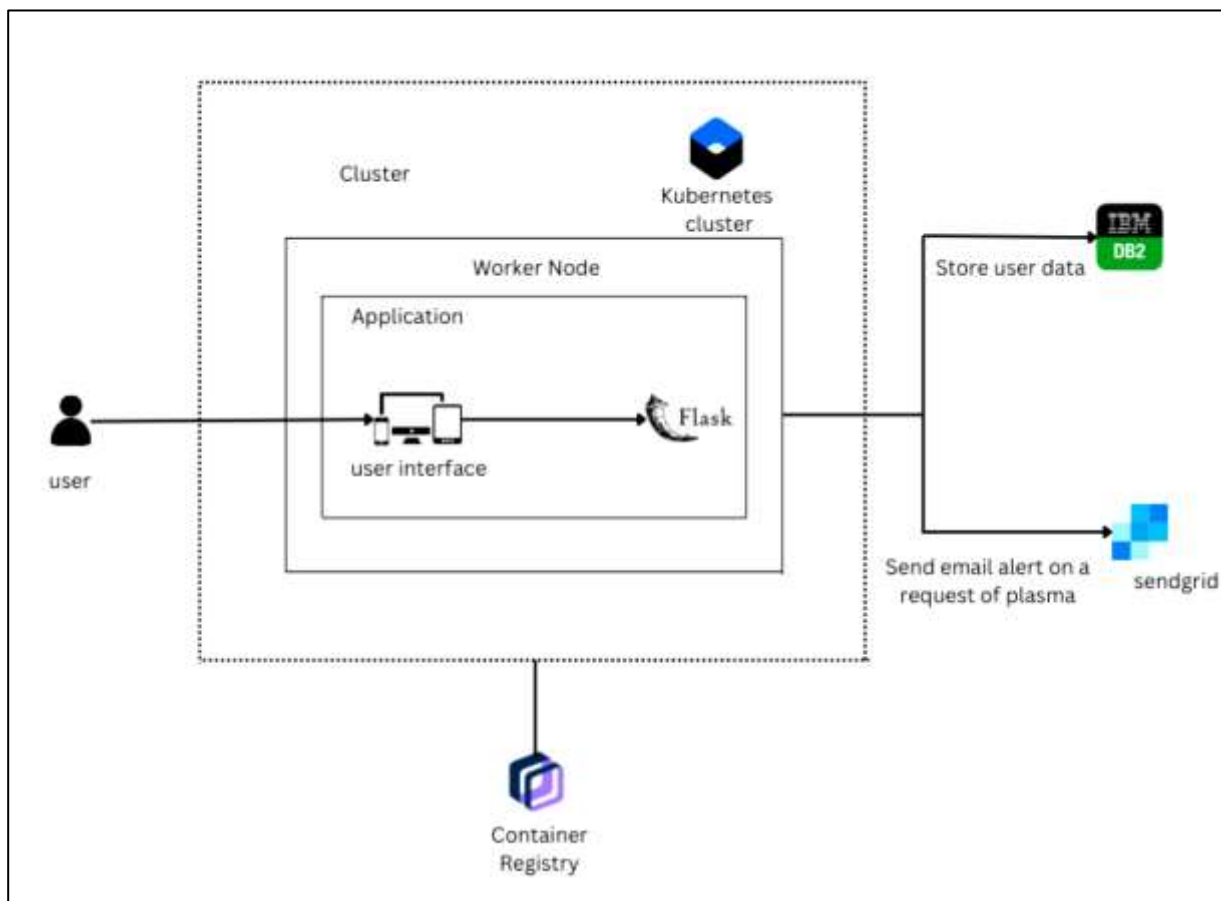 Cluster
Kubernetes
cluster
Worker Node
Application
Flask
user interface
user
IBM
DB2
Store user data
Send email alert on a
request of plasma
sendgrid
Container
Registry